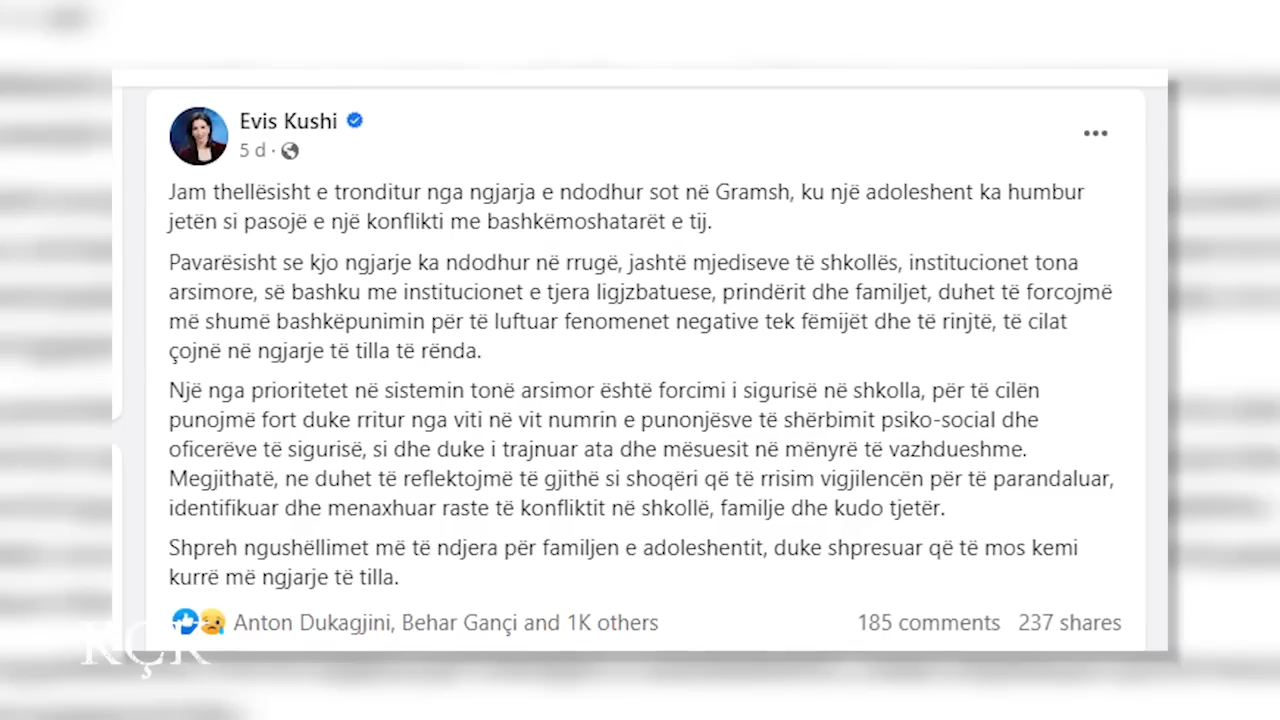 Evis Kushi
5 d ·
Jam thellësisht e tronditur nga ngjarja e ndodhur sot në Gramsh, ku një adoleshent ka humbur
jetën si pasojë e një konflikti me bashkëmoshatarët e tij.
Pavarësisht se kjo ngjarje ka ndodhur në rrugë, jashtë mjediseve të shkollës, institucionet tona
arsimore, së bashku me institucionet e tjera ligjzbatuese, prindërit dhe familjet, duhet të forcojmë
më shumë bashkëpunimin për të luftuar fenomenet negative tek fëmijët dhe të rinjtë, të cilat
çojnë në ngjarje të tilla të rënda.
Një nga prioritetet në sistemin tonë arsimor është forcimi i sigurisë në shkolla, për të cilën
punojmë fort duke rritur nga viti në vit numrin e punonjësve të shërbimit psiko-social dhe
oficerëve të sigurisë, si dhe duke i trajnuar ata dhe mësuesit në mënyrë të vazhdueshme.
Megjithatë, ne duhet të reflektojmë të gjithë si shoqëri që të rrisim vigjilencën për të parandaluar,
identifikuar dhe menaxhuar raste të konfliktit në shkollë, familje dhe kudo tjetër.
Shpreh ngushëllimet më të ndjera për familjen e adoleshentit, duke shpresuar që të mos kemi
kurrë më ngjarje të tilla.
Anton Dukagjini, Behar Gançi and 1K others 185 comments 237 shares
KÇK